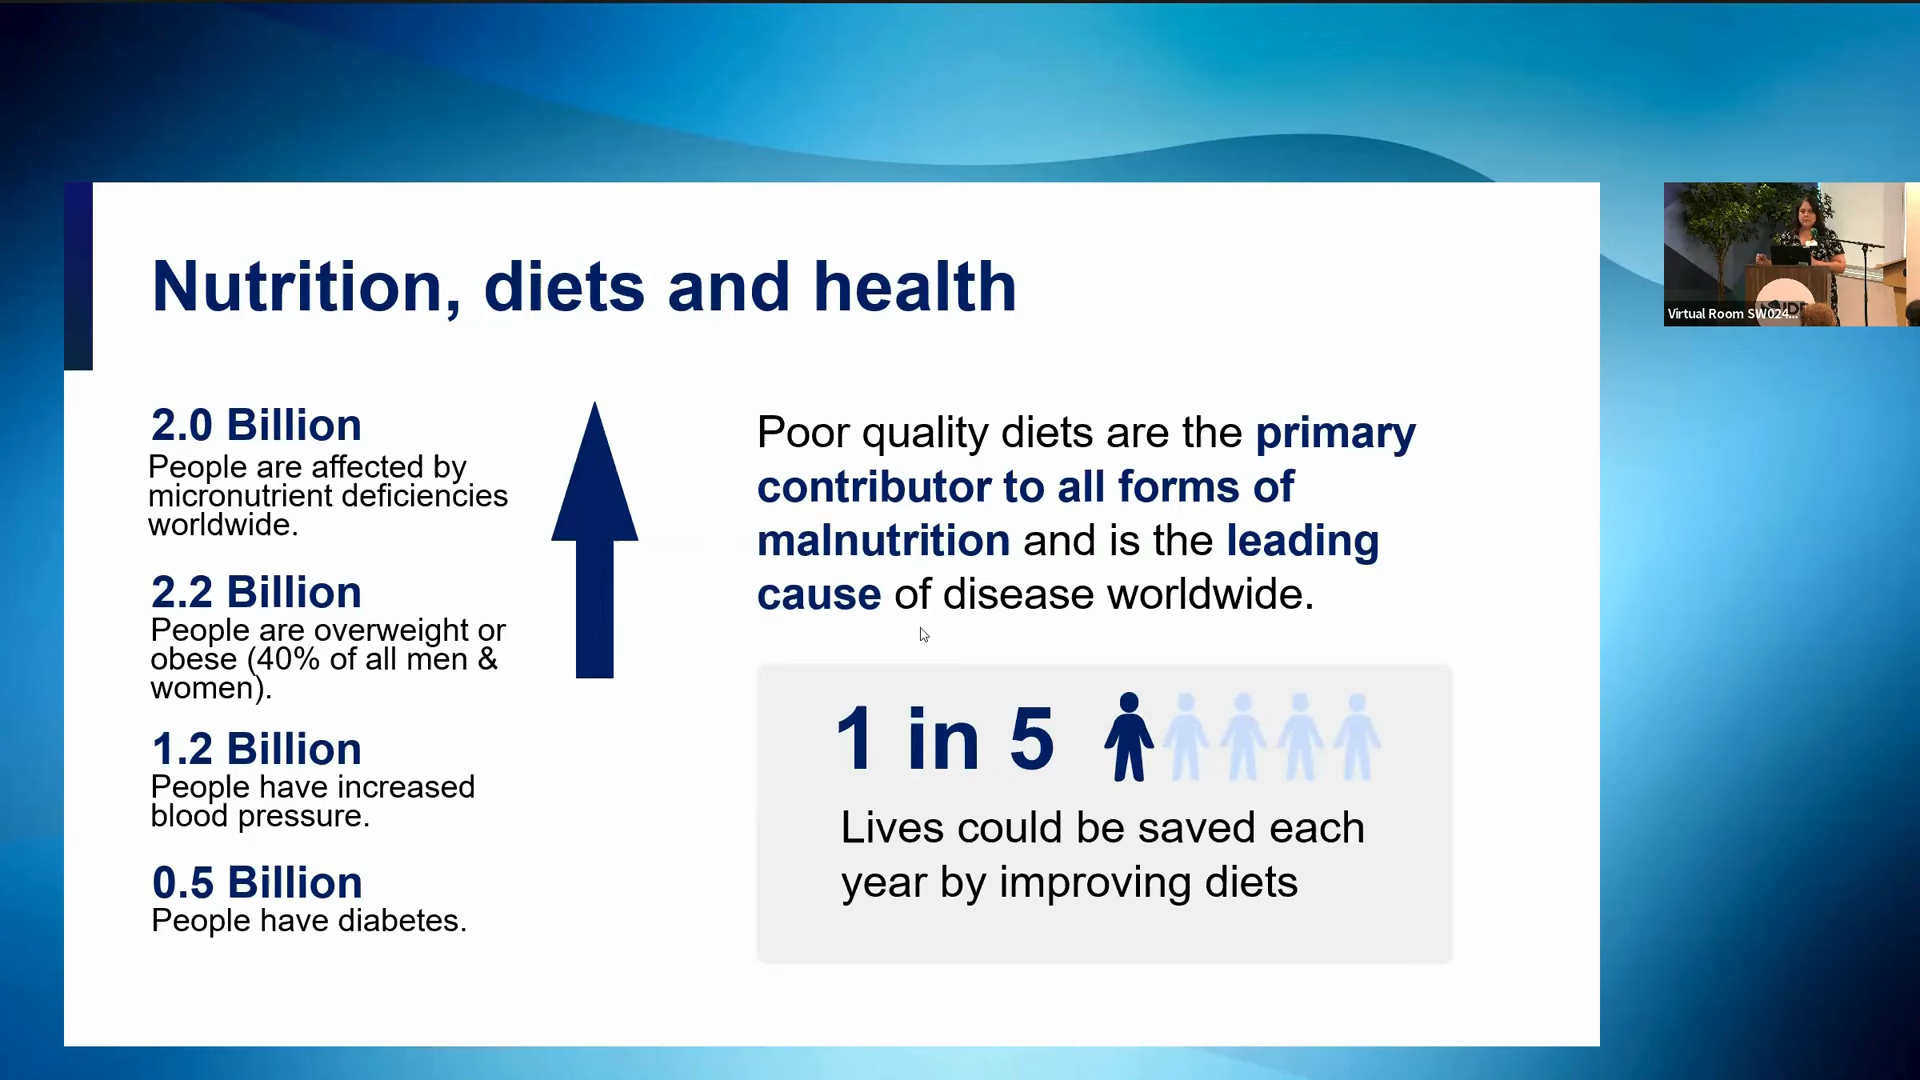 Nutrition, diets and health
2.0 Billion
People are affected by
micronutrient deficiencies
worldwide.
2.2 Billion
People are overweight or
obese (40% of all men &
women).
1.2 Billion
People have increased
blood pressure.
0.5 Billion
People have diabetes.
Poor quality diets are the primary
contributor to all forms of
malnutrition and is the leading
cause of disease worldwide.
1 in 5
Lives could be saved each
year by improving diets
Virtual Room SW024...